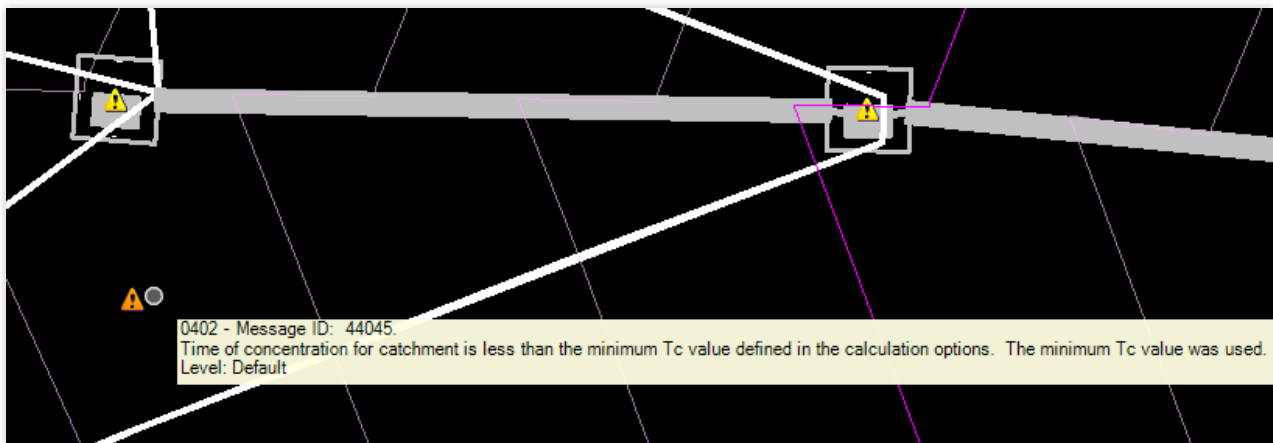 0402 - Message ID:  44045.
Time of concentration for catchment is less than the minimum Tc value defined in the calculation options.  The minimum Tc value was used.
Level: Default